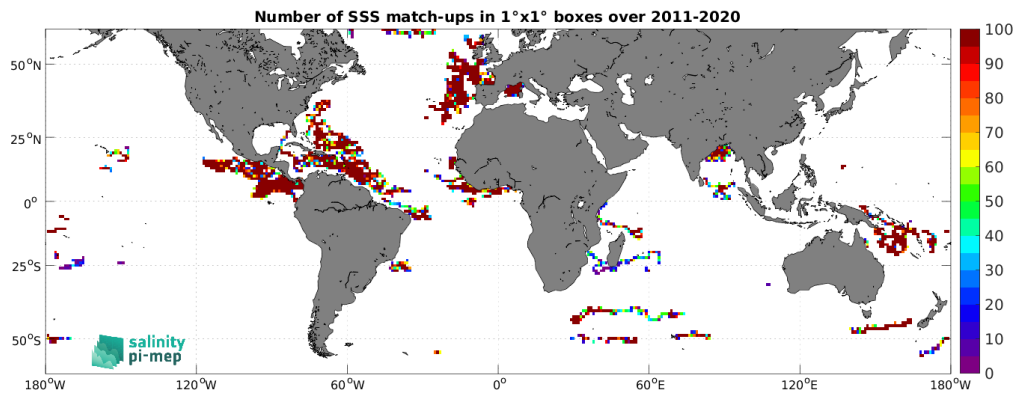 Number of SSS match-ups in 1°x1° boxes over 2011-2020
50°N
25°N
0°
25°S
50°S
180°W
120°W
60°W
0°
60°E
120°E
180°W
100
90
80
70
60
50
40
30
20
10
0
salinity
pi-mep